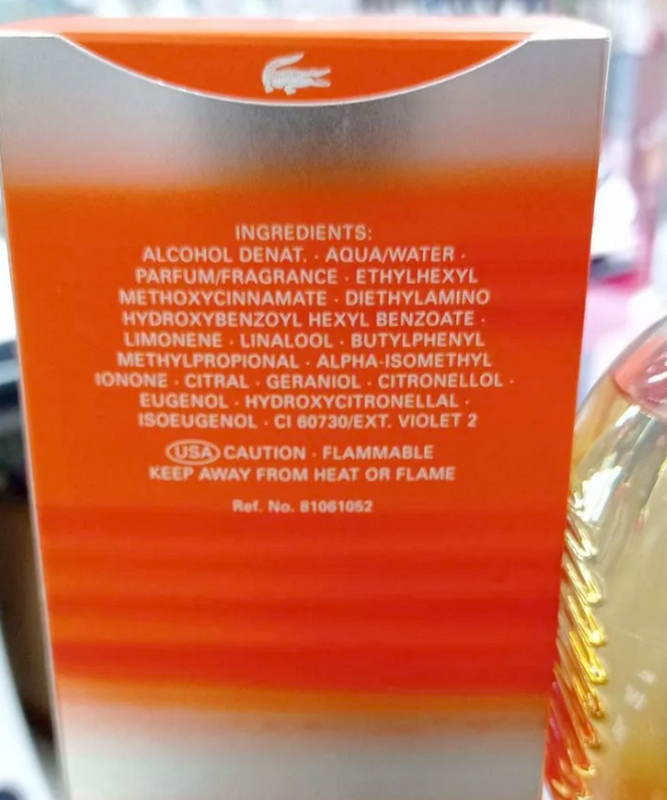 INGREDIENTS:
ALCOHOL DENAT. · AQUA/WATER ·
PARFUM/FRAGRANCE · ETHYLHEXYL
METHOXYCINNAMATE · DIETHYLAMINO
HYDROXYBENZOYL HEXYL BENZOATE ·
LIMONENE · LINALOOL · BUTYLPHENYL
METHYLPROPIONAL · ALPHA-ISOMETHYL
IONONE · CITRAL · GERANIOL · CITRONELLOL ·
EUGENOL · HYDROXYCITRONELLAL ·
ISOEUGENOL · CI 60730/EXT. VIOLET 2
USA CAUTION · FLAMMABLE
KEEP AWAY FROM HEAT OR FLAME
Ref. No. 81061052